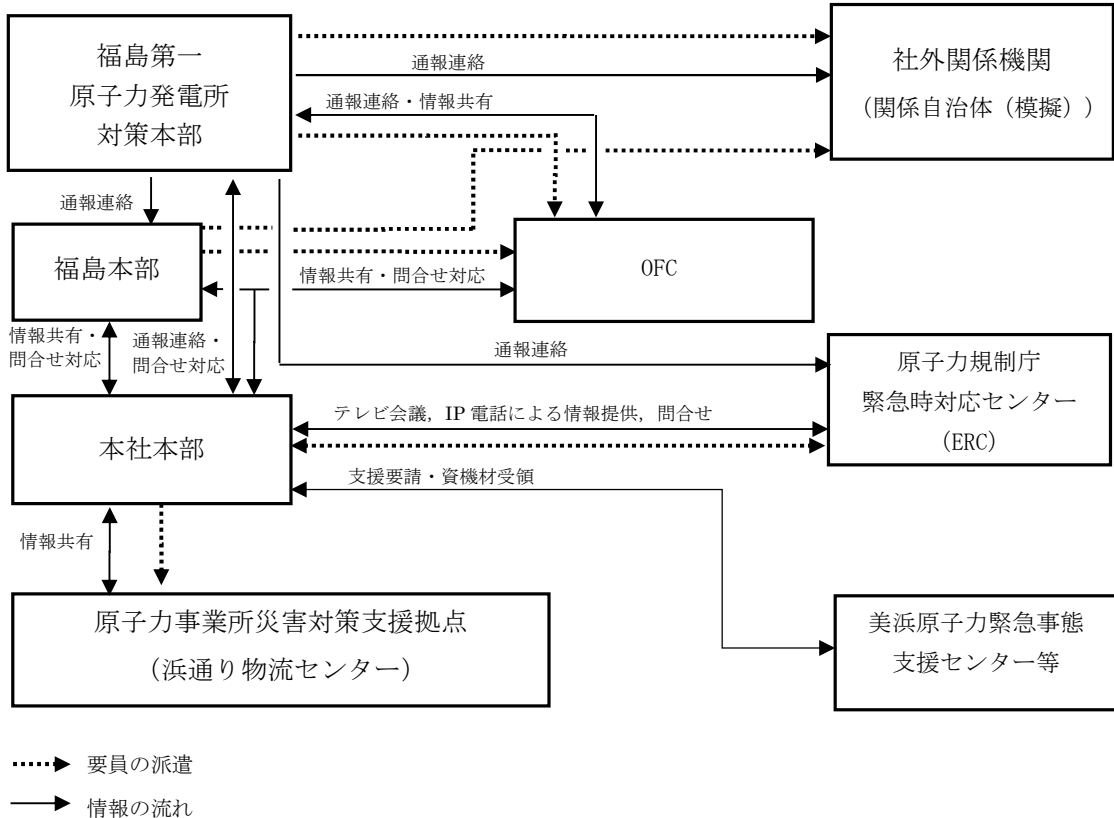 福島第一
原子力発電所
対策本部
通報連絡
通報連絡・情報共有
社外関係機関
（関係自治体（模擬））
通報連絡
福島本部
OFC
情報共有・問合せ対応
情報共有・
問合せ対応
通報連絡・
問合せ対応
通報連絡
原子力規制庁
緊急時対応センター
（ERC）
本社本部
テレビ会議，IP 電話による情報提供，問合せ
支援要請・資機材受領
情報共有
原子力事業所災害対策支援拠点
（浜通り物流センター）
美浜原子力緊急事態
支援センター等
要員の派遣
情報の流れ